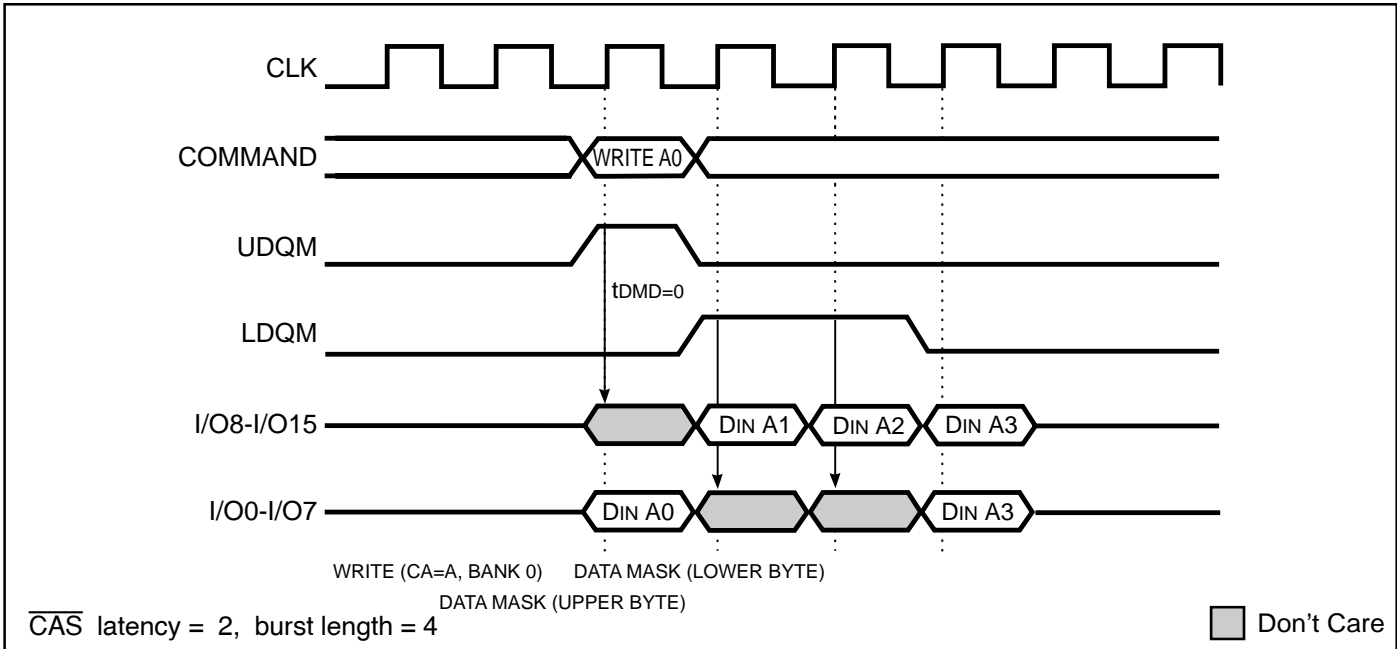 CLK
COMMAND
WRITE A0
UDQM
tDMD=0
LDQM
I/O8-I/O15
DIN A1
DIN A2
DIN A3
I/O0-I/O7
DIN A0
DIN A3
WRITE (CA=A, BANK 0)
DATA MASK (LOWER BYTE)
DATA MASK (UPPER BYTE)
CAS latency = 2, burst length = 4
Don't Care